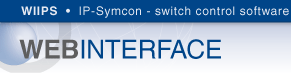 WIIPS • IP-Symcon - switch control software
WEBINTERFACE